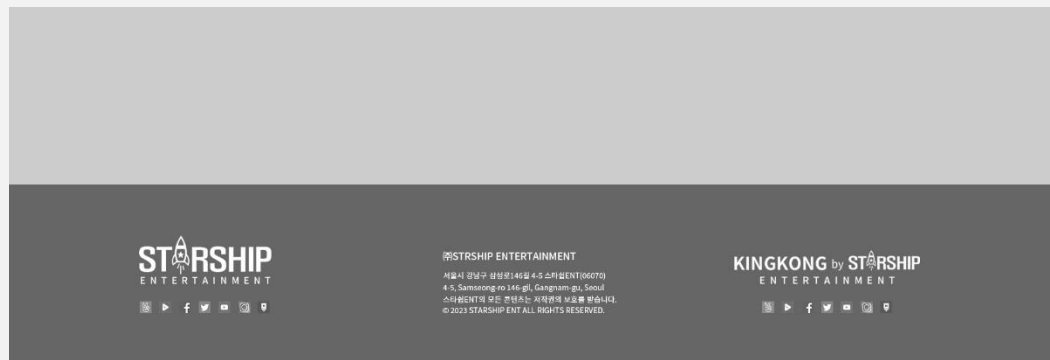 STARSHIP
ENTERTAINMENT
㈜STRSHIP ENTERTAINMENT
서울시 강남구 삼성로146길 4-5 스타쉽ENT(06070)
4-5, Samseong-ro 146-gil, Gangnam-gu, Seoul
스타쉽ENT의 모든 콘텐츠는 저작권의 보호를 받습니다.
© 2023 STARSHIP ENT ALL RIGHTS RESERVED.
KINGKONG by STARSHIP
ENTERTAINMENT